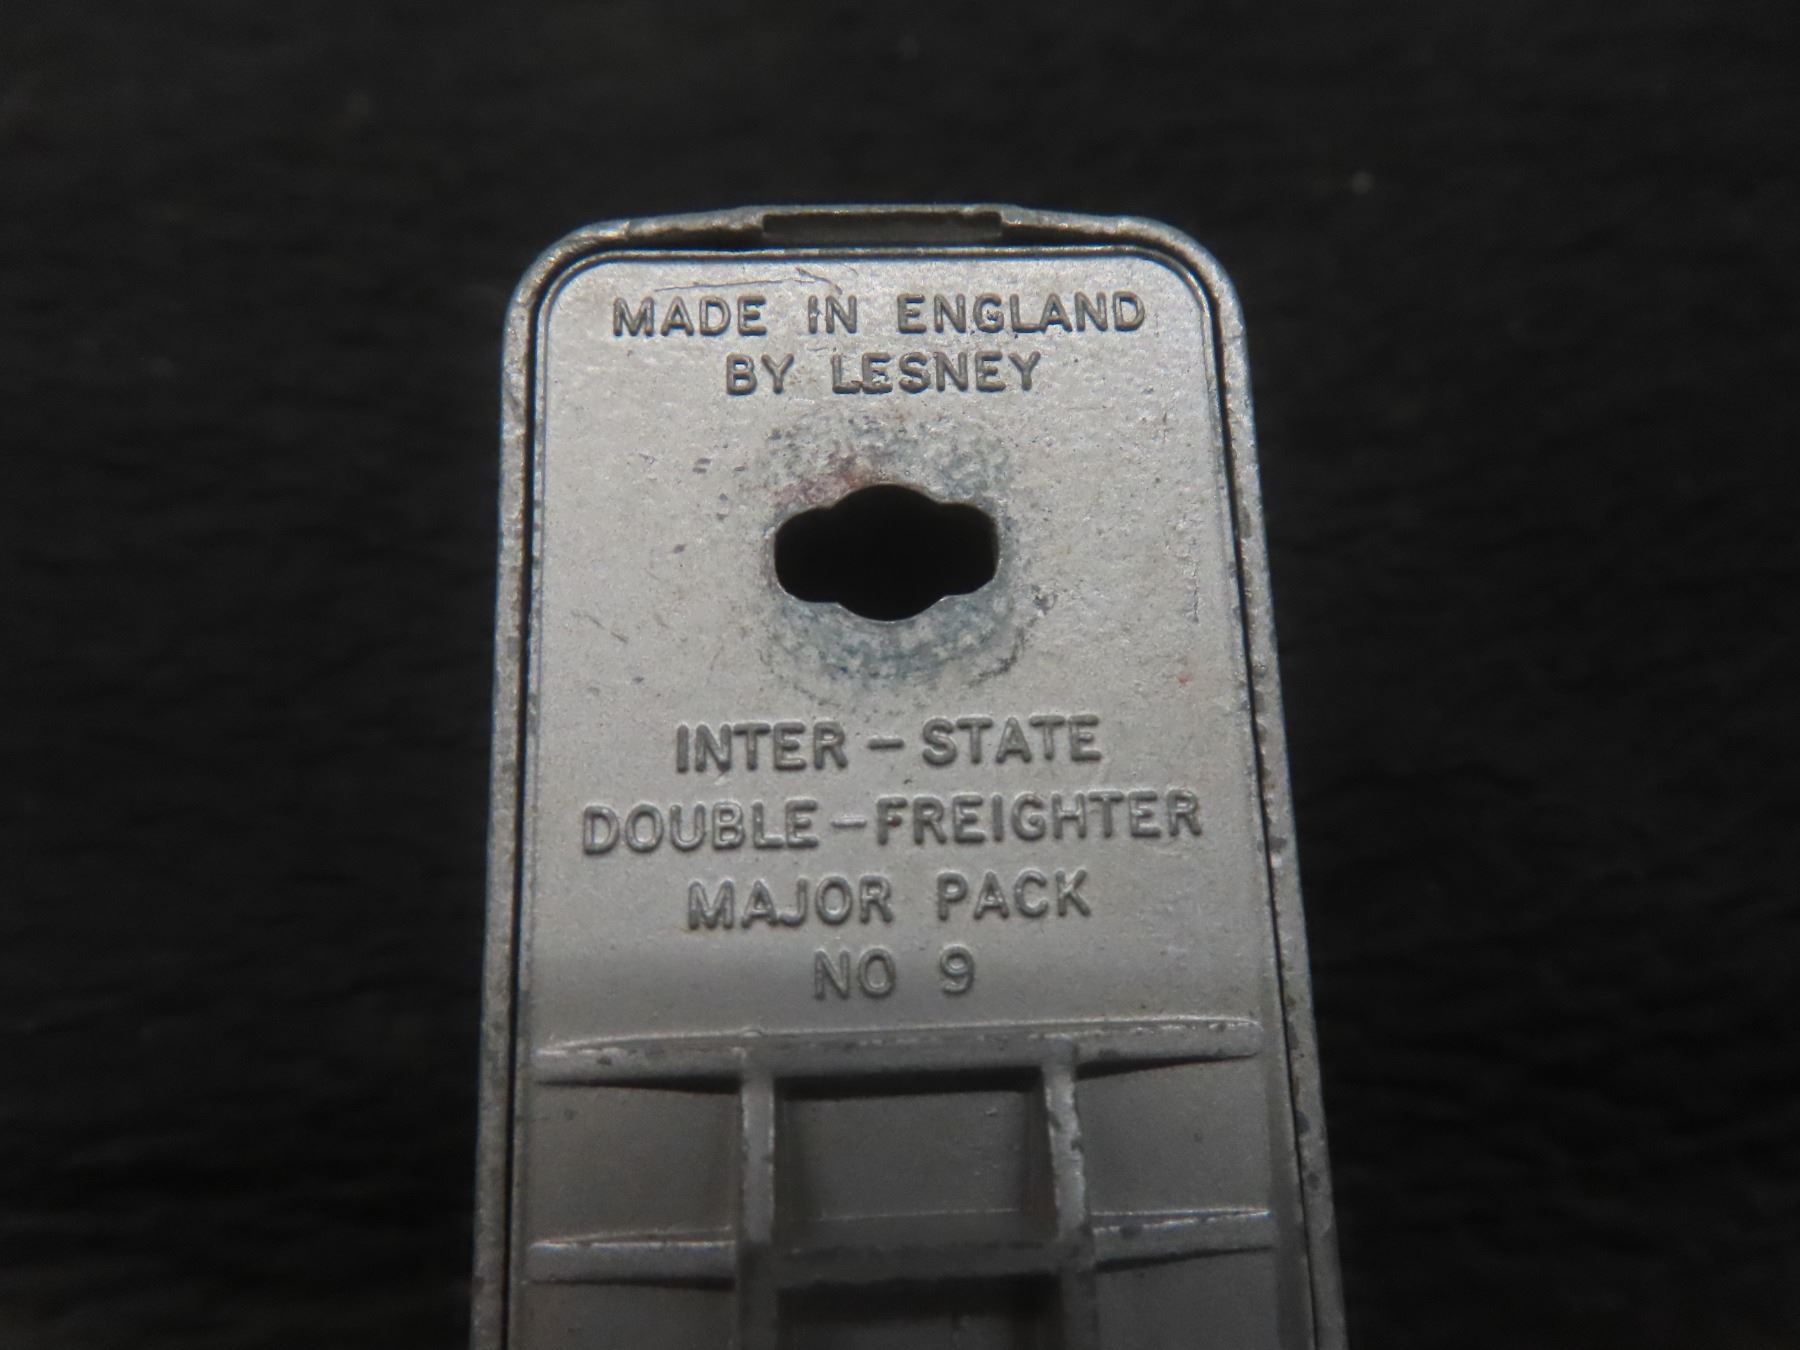 MADE IN ENGLAND
BY LESNEY
INTER-STATE
DOUBLE-FREIGHTER
MAJOR PACK
NO 9